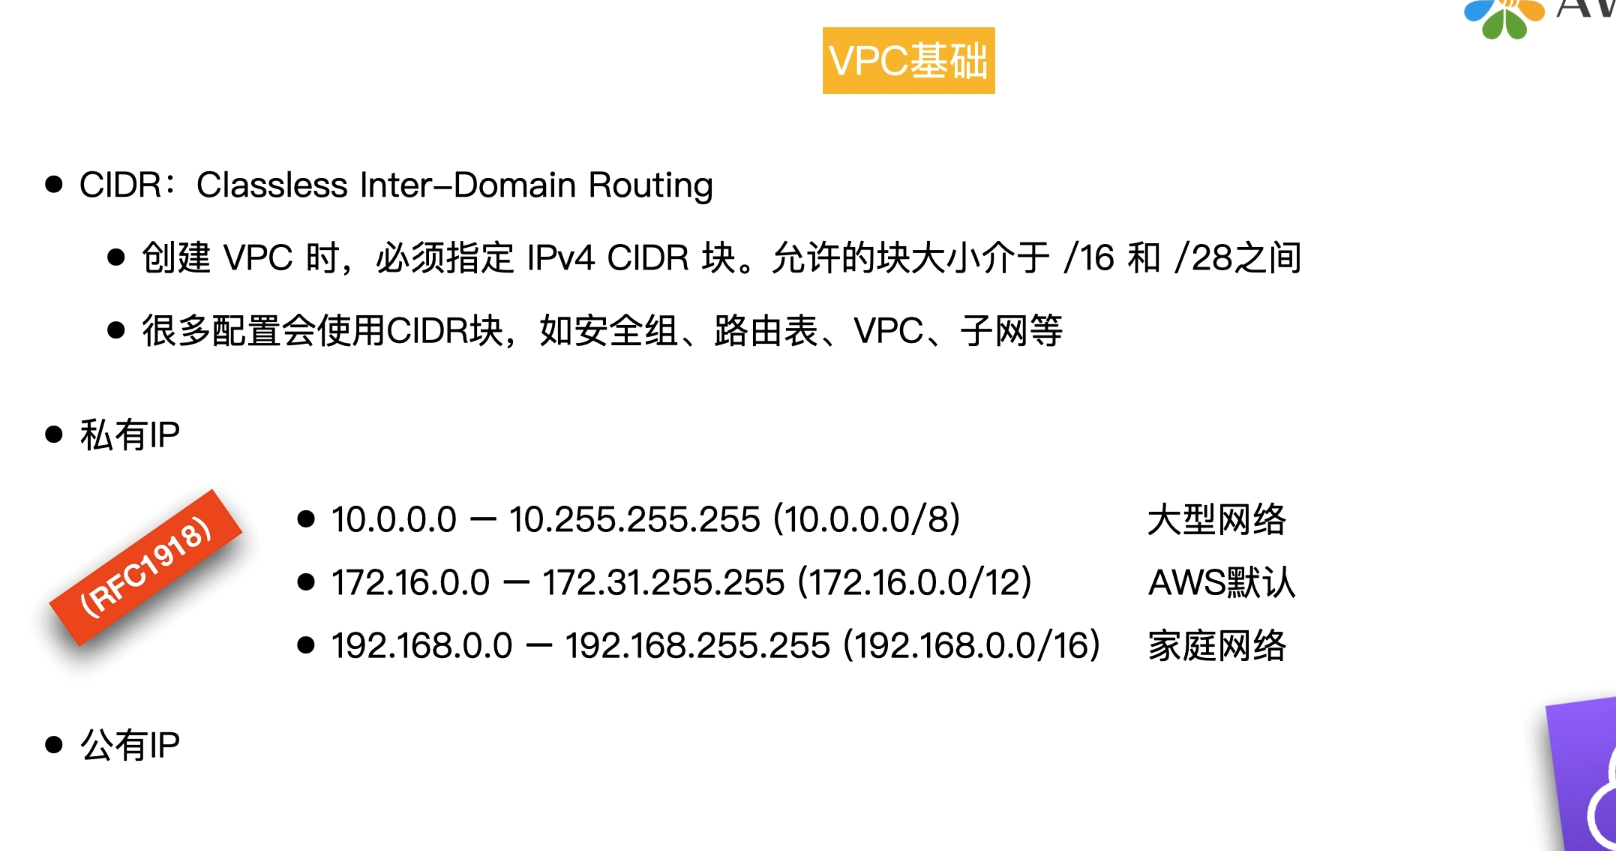 VPC基础
CIDR：Classless Inter-Domain Routing
创建 VPC 时，必须指定 IPv4 CIDR 块。允许的块大小介于 /16 和 /28之间
很多配置会使用CIDR块，如安全组、路由表、VPC、子网等
私有IP
(RFC1918)
10.0.0.0 – 10.255.255.255 (10.0.0.0/8) 大型网络
172.16.0.0 – 172.31.255.255 (172.16.0.0/12) AWS默认
192.168.0.0 – 192.168.255.255 (192.168.0.0/16) 家庭网络
公有IP